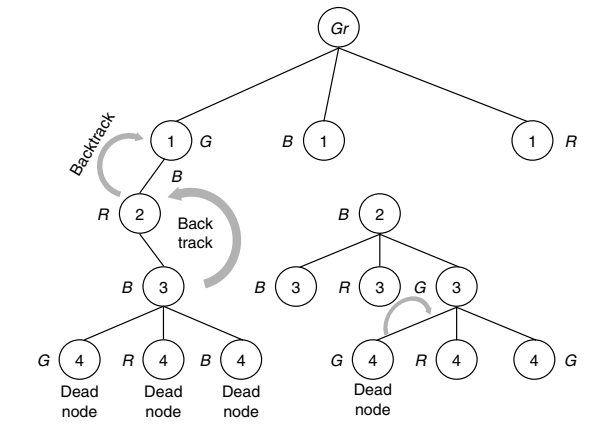 Gr
Backtrack
1 G B 1 1 R
B
R 2 B 2
Back
track
B 3 B 3 R 3 G 3
G 4 R 4 B 4 G 4 R 4 4 G
Dead Dead Dead Dead
node node node node